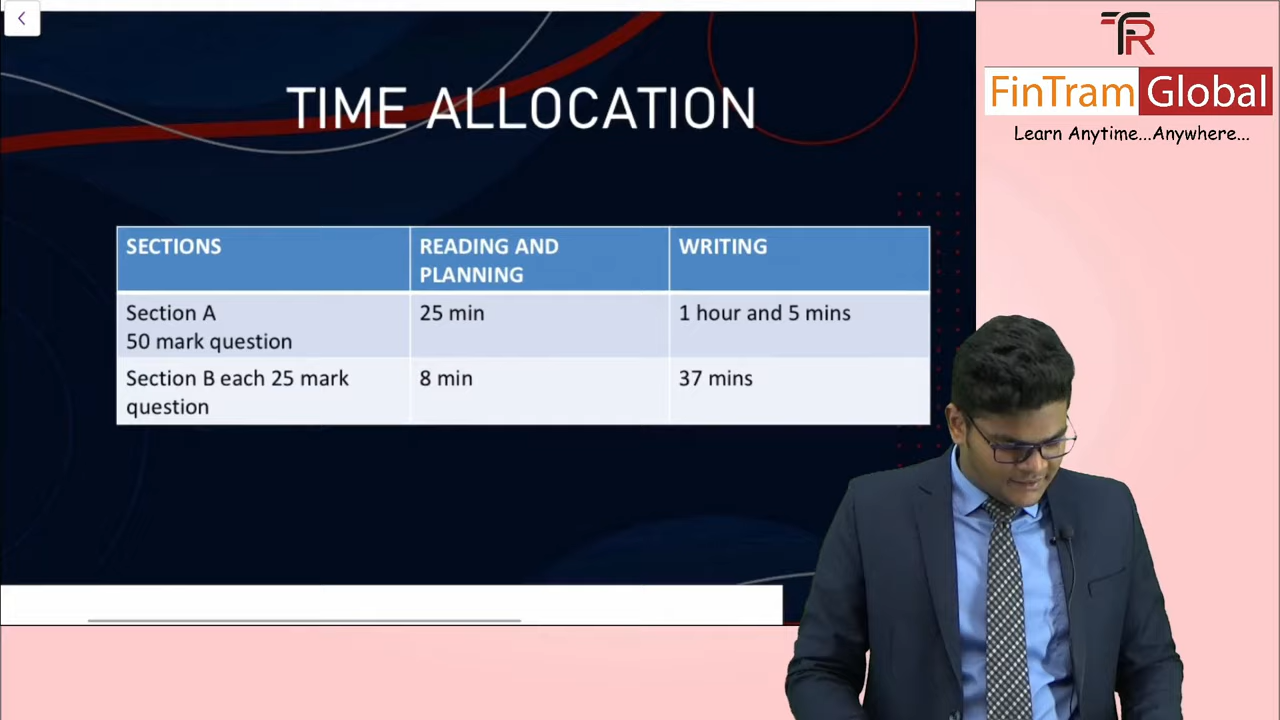 TIME ALLOCATION
SECTIONS
READING AND
PLANNING
WRITING
Section A
50 mark question
25 min
1 hour and 5 mins
Section B each 25 mark
question
8 min
37 mins
TR
FinTram Global
Learn Anytime...Anywhere...